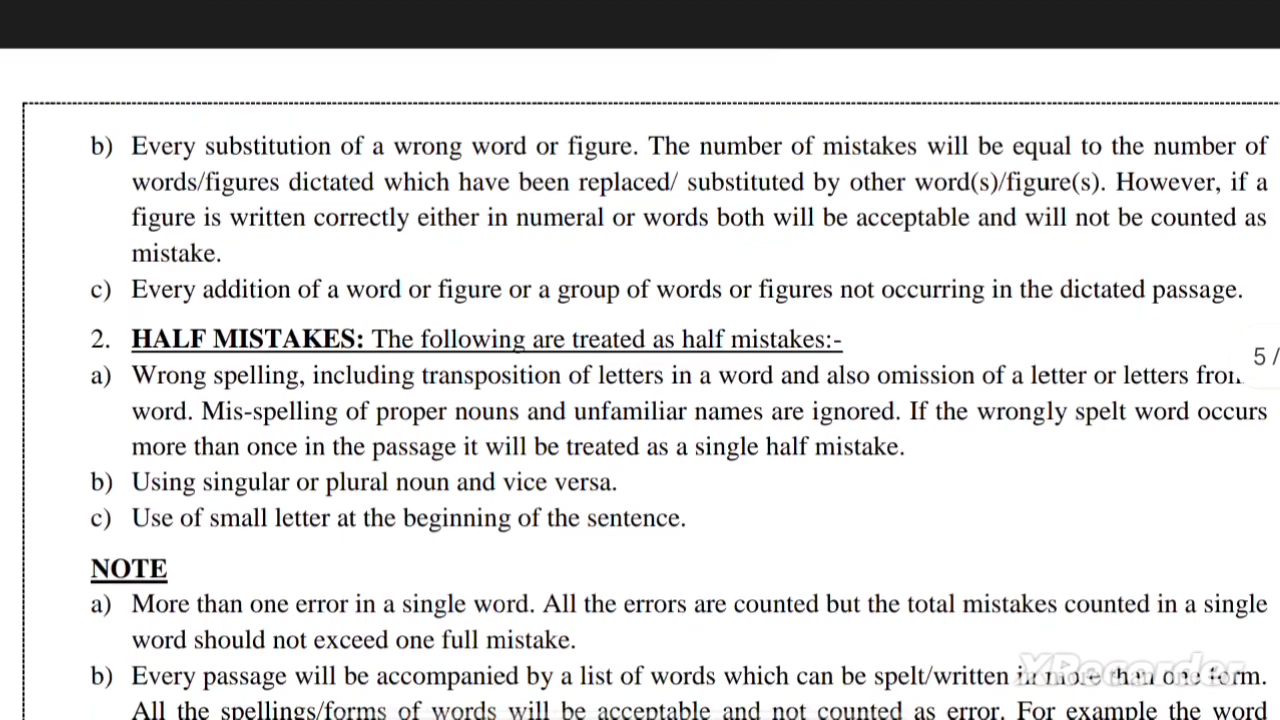 b) Every substitution of a wrong word or figure. The number of mistakes will be equal to the number of
words/figures dictated which have been replaced/ substituted by other word(s)/figure(s). However, if a
figure is written correctly either in numeral or words both will be acceptable and will not be counted as
mistake.
c) Every addition of a word or figure or a group of words or figures not occurring in the dictated passage.
2. HALF MISTAKES: The following are treated as half mistakes:-
5/
a) Wrong spelling, including transposition of letters in a word and also omission of a letter or letters from
word. Mis-spelling of proper nouns and unfamiliar names are ignored. If the wrongly spelt word occurs
more than once in the passage it will be treated as a single half mistake.
b) Using singular or plural noun and vice versa.
c) Use of small letter at the beginning of the sentence.
NOTE
a) More than one error in a single word. All the errors are counted but the total mistakes counted in a single
word should not exceed one full mistake.
b) Every passage will be accompanied by a list of words which can be spelt/written in more than one form.
XRecorder
All the spellings/forms of words will be acceptable and not counted as error. For example the word